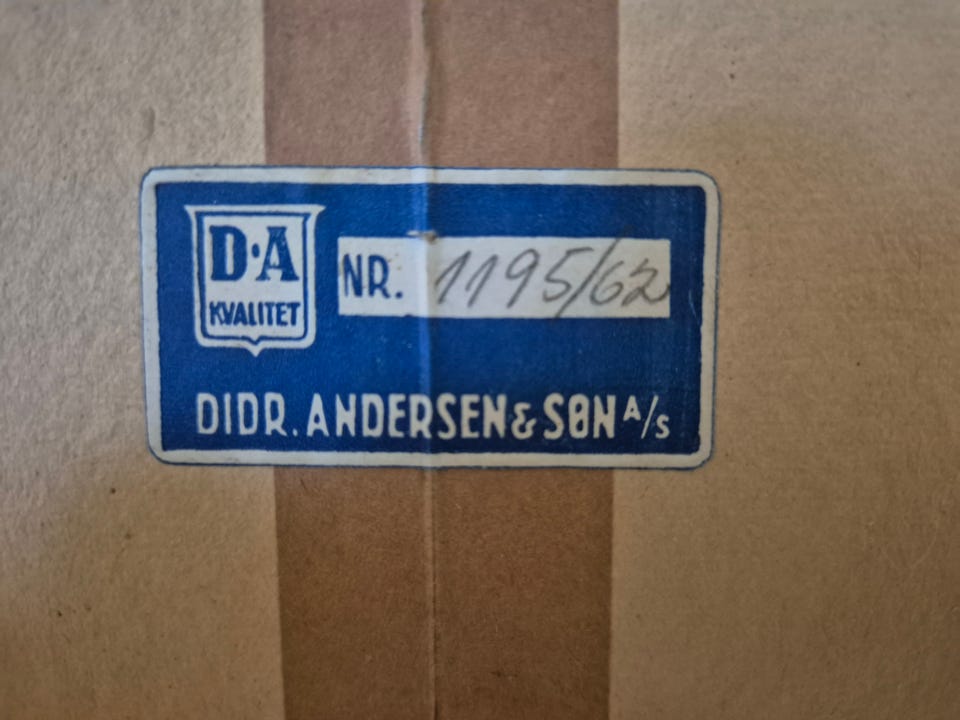 D·A
KVALITET
NR. 1195/62
DIDR. ANDERSEN & SØN A/S